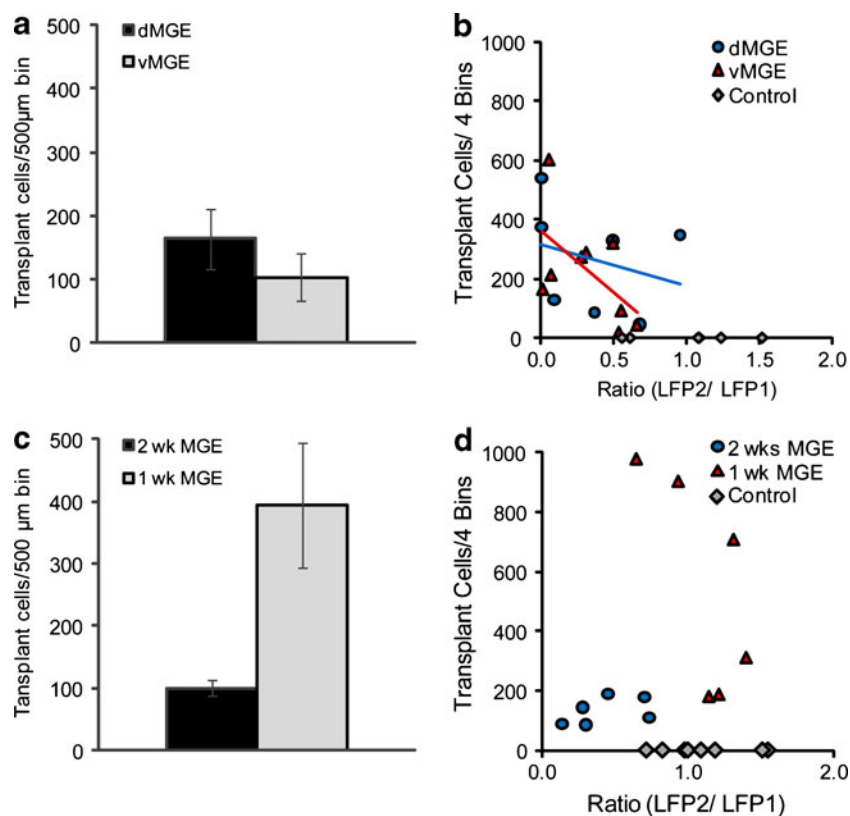 a
500
400
300
200
100
0
Transplant cells/500µm bin
dMGE
vMGE
b
1000
800
600
400
200
0
Transplant Cells/ 4 Bins
dMGE
vMGE
Control
0.0 0.5 1.0 1.5 2.0
Ratio (LFP2/ LFP1)
c
500
400
300
200
100
0
Tansplant cells/500 µm bin
2 wk MGE
1 wk MGE
d
1000
800
600
400
200
0
Transplant Cells/4 Bins
2 wks MGE
1 wk MGE
Control
0.0 1.0 2.0
Ratio (LFP2/ LFP1)